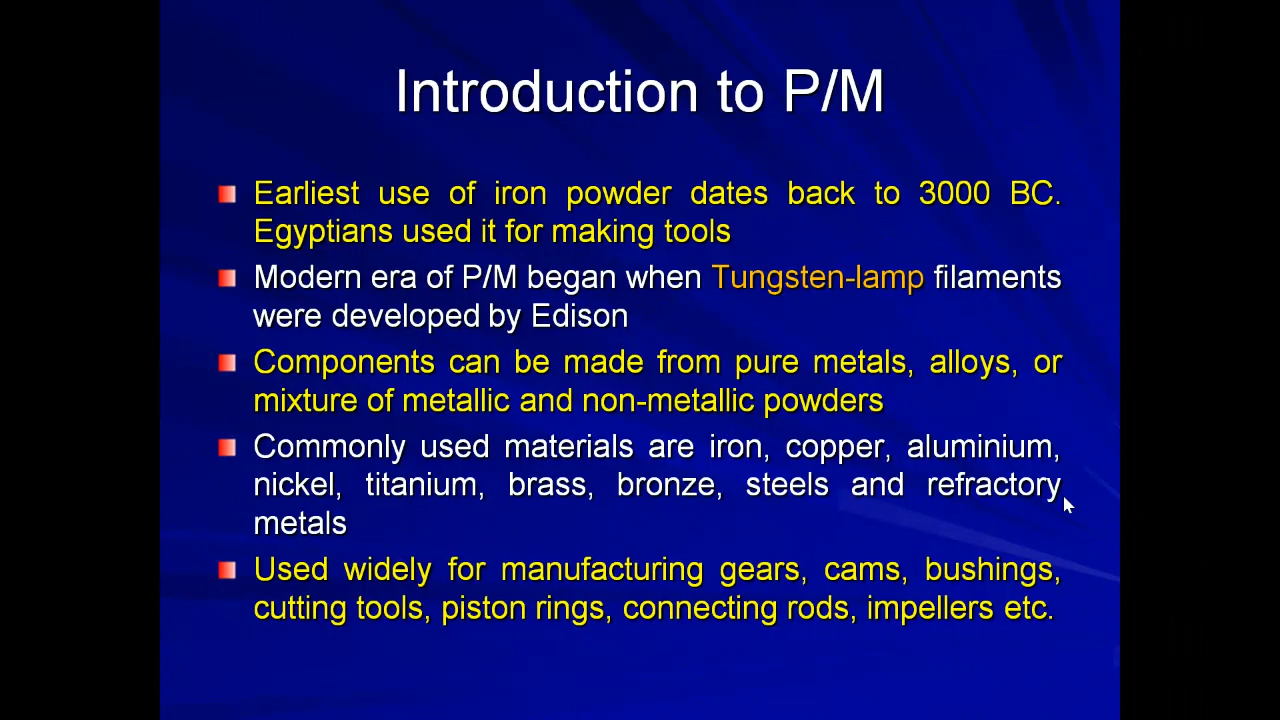 Introduction to P/M
Earliest use of iron powder dates back to 3000 BC.
Egyptians used it for making tools
Modern era of P/M began when Tungsten-lamp filaments
were developed by Edison
Components can be made from pure metals, alloys, or
mixture of metallic and non-metallic powders
Commonly used materials are iron, copper, aluminium,
nickel, titanium, brass, bronze, steels and refractory
metals
Used widely for manufacturing gears, cams, bushings,
cutting tools, piston rings, connecting rods, impellers etc.